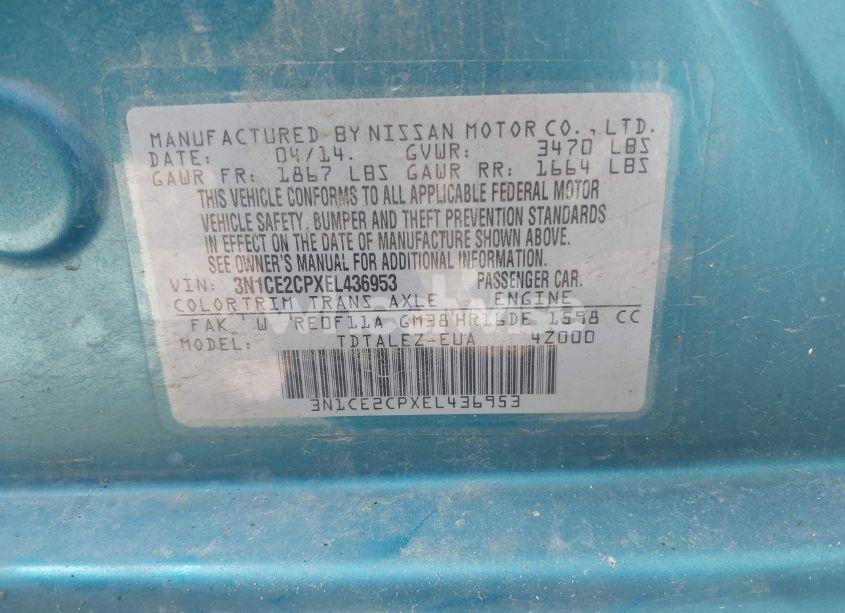 MANUFACTURED BY NISSAN MOTOR CO., LTD.
DATE: 04/14. GVWR: 3470 LBS
GAWR FR: 1867 LBS GAWR RR: 1664 LBS
THIS VEHICLE CONFORMS TO ALL APPLICABLE FEDERAL MOTOR
VEHICLE SAFETY. BUMPER AND THEFT PREVENTION STANDARDS
IN EFFECT ON THE DATE OF MANUFACTURE SHOWN ABOVE.
SEE OWNER'S MANUAL FOR ADDITIONAL INFORMATION.
VIN: 3N1CE2CPXEL436953 PASSENGER CAR.
COLOR TRIM TRANS AXLE ENGINE
FAK W RE0F11A GM38 HR16DE 1598 CC
MODEL: TDTALEZ-EUA 4Z000
3N1CE2CPXEL436953